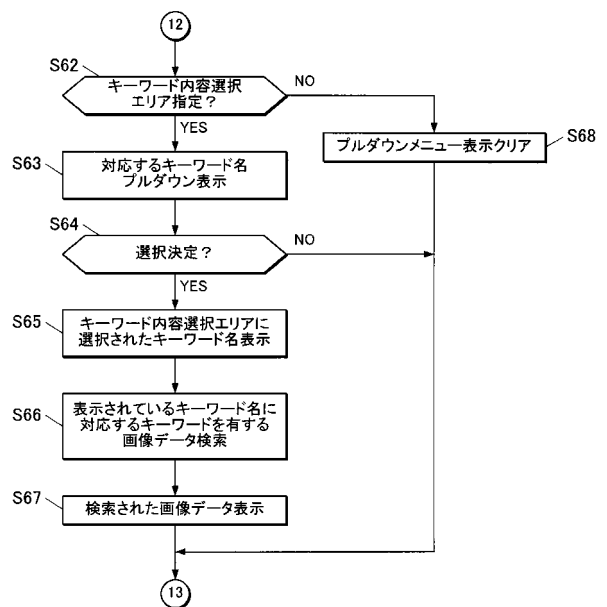 12
S62
キーワード内容選択
エリア指定?
NO
YES
プルダウンメニュー表示クリア
S68
S63
対応するキーワード名
プルダウン表示
S64
選択決定?
NO
YES
S65
キーワード内容選択エリアに
選択されたキーワード名表示
S66
表示されているキーワード名に
対応するキーワードを有する
画像データ検索
S67
検索された画像データ表示
13